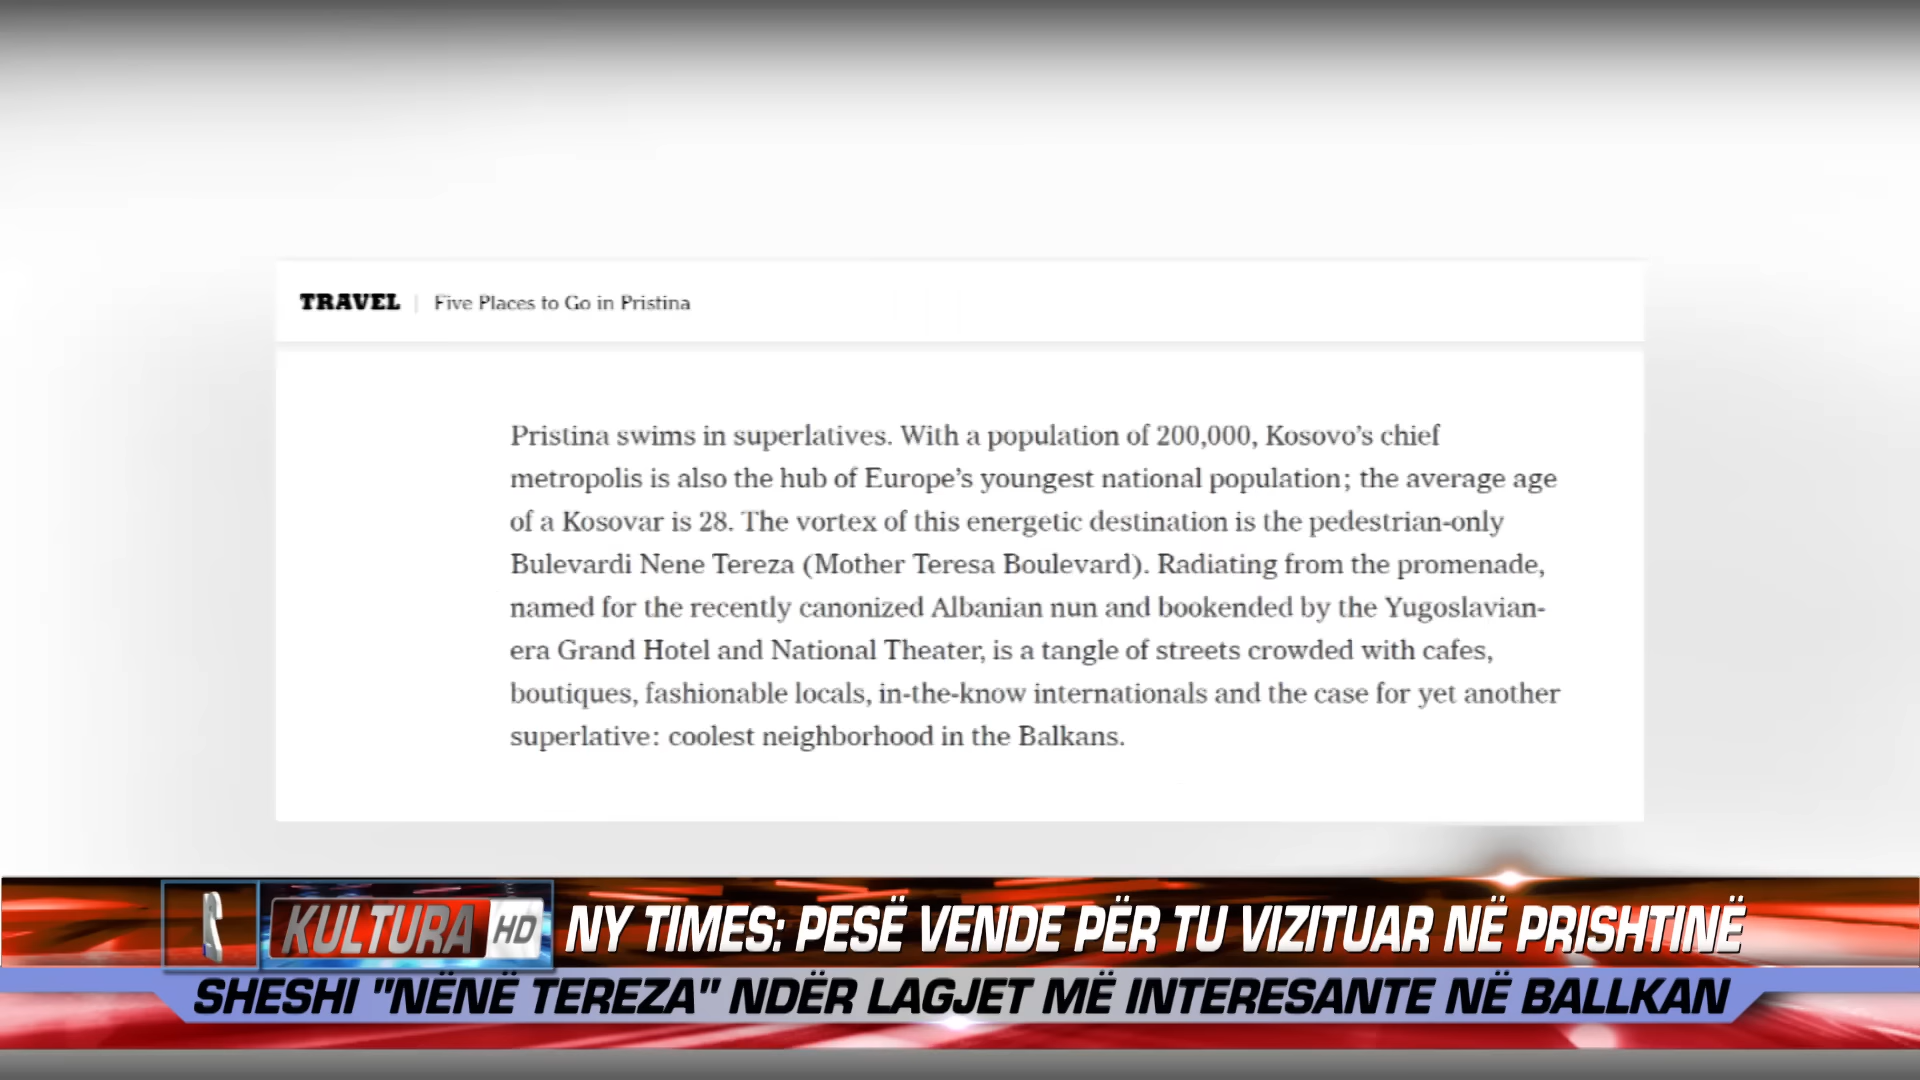 TRAVEL | Five Places to Go in Pristina
Pristina swims in superlatives. With a population of 200,000, Kosovo’s chief
metropolis is also the hub of Europe’s youngest national population; the average age
of a Kosovar is 28. The vortex of this energetic destination is the pedestrian-only
Bulevardi Nene Tereza (Mother Teresa Boulevard). Radiating from the promenade,
named for the recently canonized Albanian nun and bookended by the Yugoslavian-
era Grand Hotel and National Theater, is a tangle of streets crowded with cafes,
boutiques, fashionable locals, in-the-know internationals and the case for yet another
superlative: coolest neighborhood in the Balkans.
KULTURA HD NY TIMES: PESË VENDE PËR TU VIZITUAR NË PRISHTINË
SHESHI "NËNË TEREZA" NDËR LAGJET MË INTERESANTE NË BALLKAN